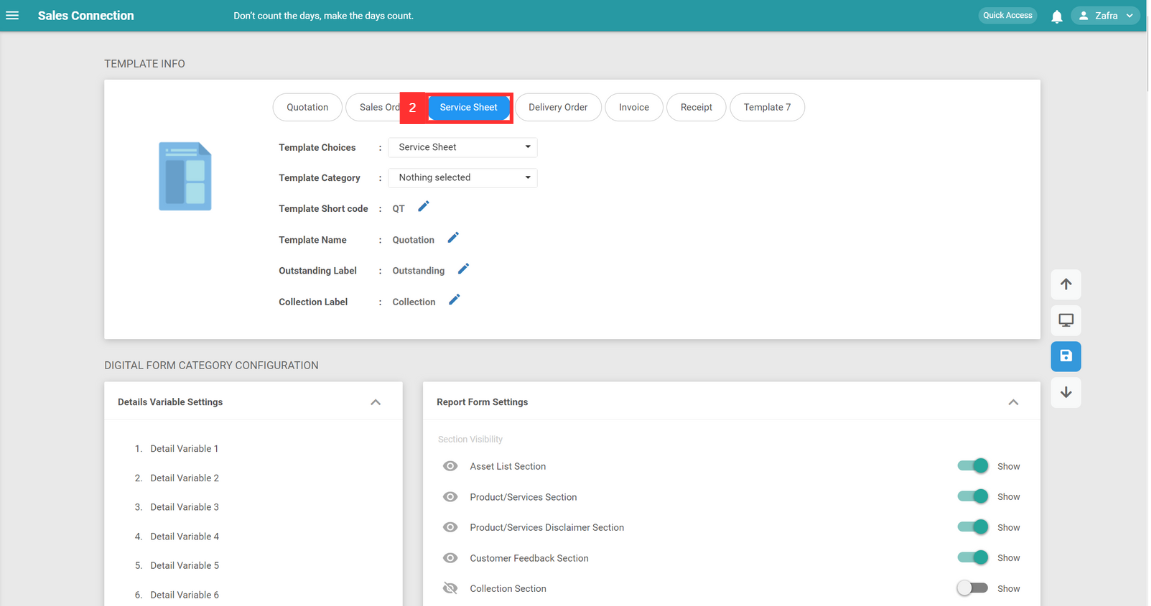 Sales Connection
Don't count the days, make the days count.
Quick Access
Zafra
TEMPLATE INFO
Quotation
Sales Ord
2
Service Sheet
Delivery Order
Invoice
Receipt
Template 7
Template Choices : Service Sheet
Template Category : Nothing selected
Template Short code : QT
Template Name : Quotation
Outstanding Label : Outstanding
Collection Label : Collection
DIGITAL FORM CATEGORY CONFIGURATION
Details Variable Settings
1. Detail Variable 1
2. Detail Variable 2
3. Detail Variable 3
4. Detail Variable 4
5. Detail Variable 5
6. Detail Variable 6
Report Form Settings
Section Visibility
Asset List Section Show
Product/Services Section Show
Product/Services Disclaimer Section Show
Customer Feedback Section Show
Collection Section Show